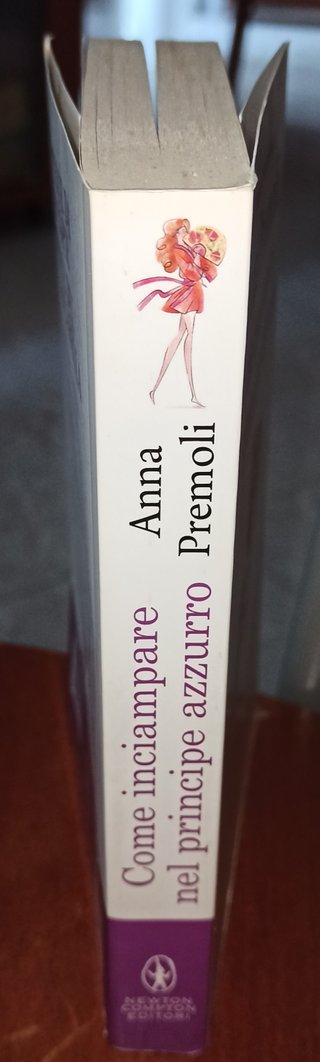 Anna
Premoli
Come inciampare
nel principe azzurro
NEWTON
COMPTON
EDITORI